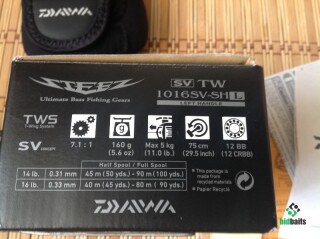 DAIWA
STEEZ
Ultimate Bass Fishing Gears
SV TW
1016SV-SH L
LEFT HANDLE
TWS
T-Wing System
SV concept
7.1 : 1
g
160 g
(5.6 oz)
Max 5 kg
(11.0 lb.)
75 cm
(29.5 inch)
12 BB
(12 CRBB)
Half Spool / Full Spool
14 lb. 0.31 mm 45 m (50 yds.) - 90 m (100 yds.)
16 lb. 0.33 mm 40 m (45 yds.) - 80 m (90 yds.)
* This package is
made from
recycled materials
* Papier Recyclé
DAIWA
bidbaits